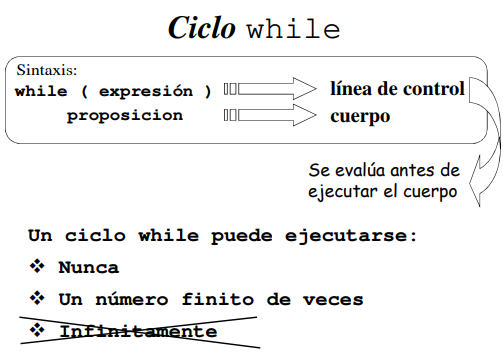 Ciclo while
Sintaxis:
while ( expresión ) línea de control
proposicion cuerpo
Se evalúa antes de
ejecutar el cuerpo
Un ciclo while puede ejecutarse:
❖ Nunca
❖ Un número finito de veces
❖ Infinitamente